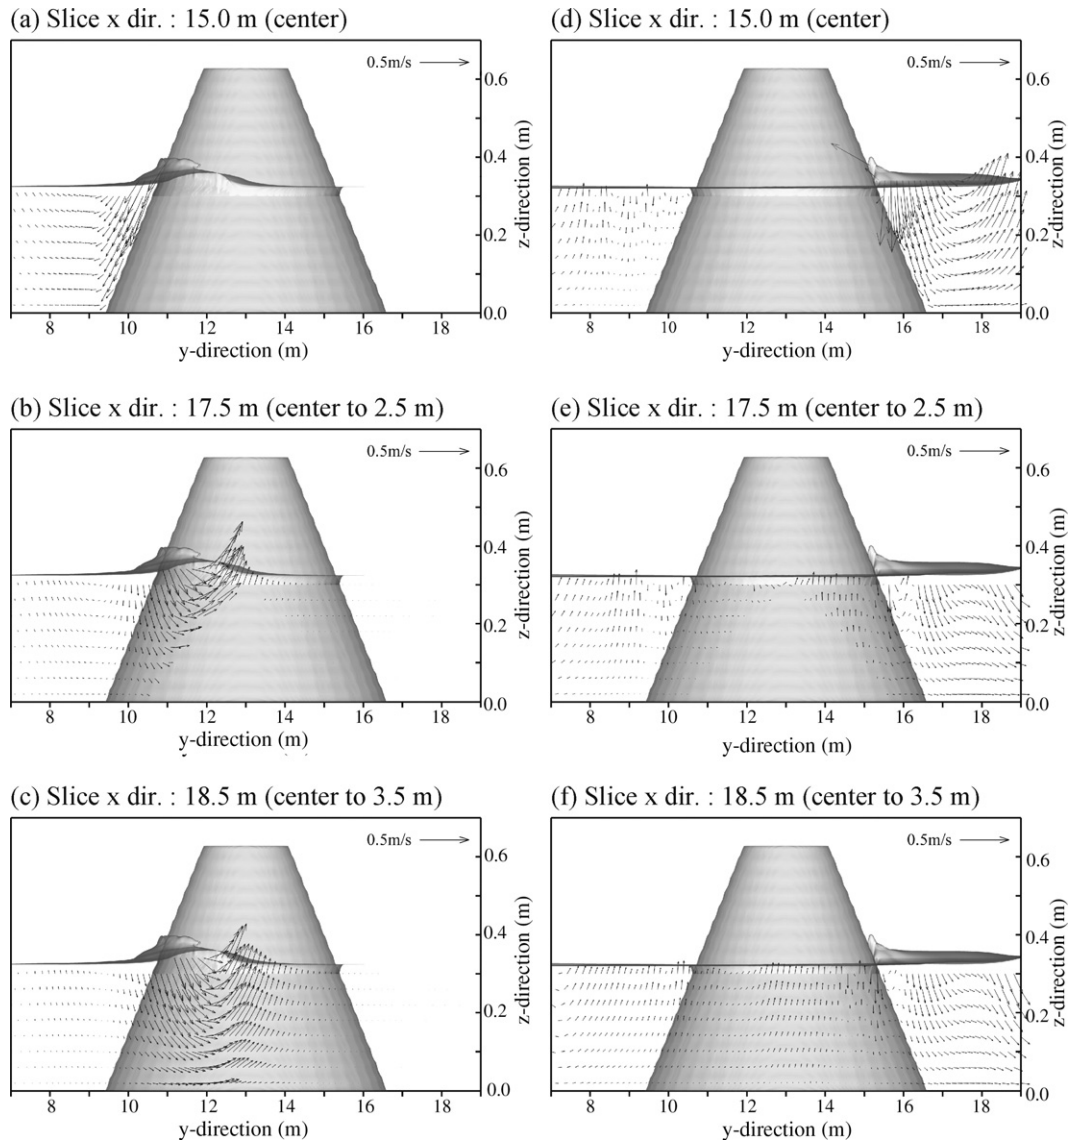 (a) Slice x dir. : 15.0 m (center)
0.5m/s
0.6
0.4
0.2
0.0
z-direction (m)
8 10 12 14 16 18
y-direction (m)
(d) Slice x dir. : 15.0 m (center)
0.5m/s
0.6
0.4
0.2
0.0
z-direction (m)
8 10 12 14 16 18
y-direction (m)
(b) Slice x dir. : 17.5 m (center to 2.5 m)
0.5m/s
0.6
0.4
0.2
0.0
z-direction (m)
8 10 12 14 16 18
y-direction (m)
(e) Slice x dir. : 17.5 m (center to 2.5 m)
0.5m/s
0.6
0.4
0.2
0.0
z-direction (m)
8 10 12 14 16 18
y-direction (m)
(c) Slice x dir. : 18.5 m (center to 3.5 m)
0.5m/s
0.6
0.4
0.2
0.0
z-direction (m)
8 10 12 14 16 18
y-direction (m)
(f) Slice x dir. : 18.5 m (center to 3.5 m)
0.5m/s
0.6
0.4
0.2
0.0
z-direction (m)
8 10 12 14 16 18
y-direction (m)